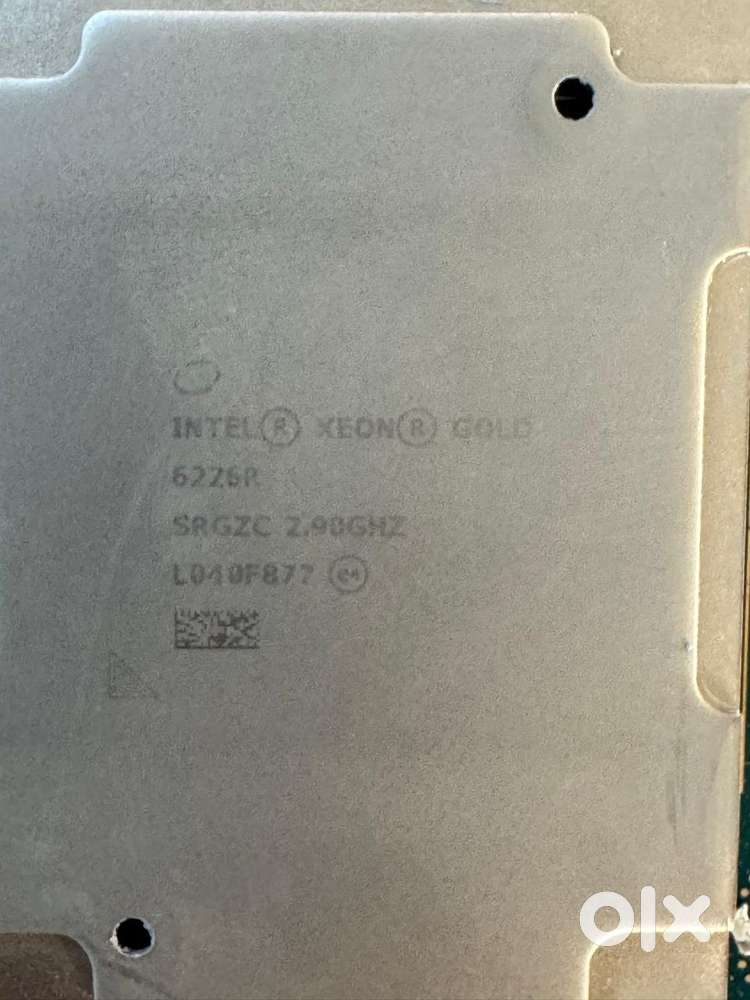 INTEL® XEON® GOLD
6226R
SRGZC 2.90GHZ
L040F877 ⓔ4
olx